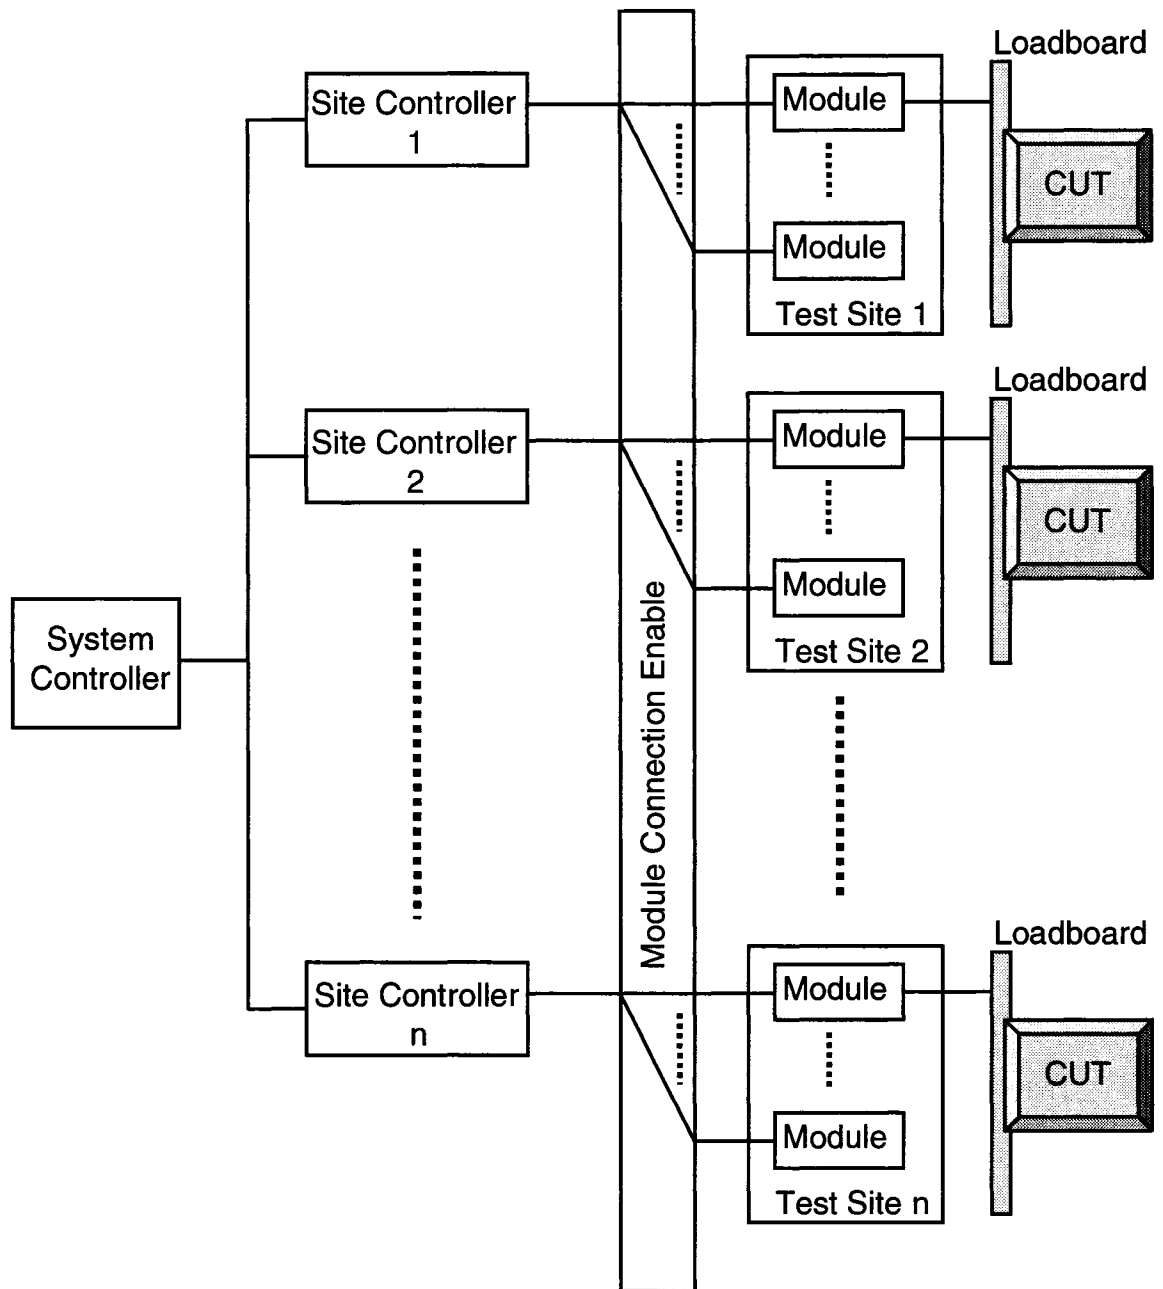 Loadboard
Site Controller
1
Module
CUT
Module
Test Site 1
Loadboard
Site Controller
2
Module
CUT
Module
Test Site 2
System
Controller
Module Connection Enable
Loadboard
Site Controller
n
Module
CUT
Module
Test Site n